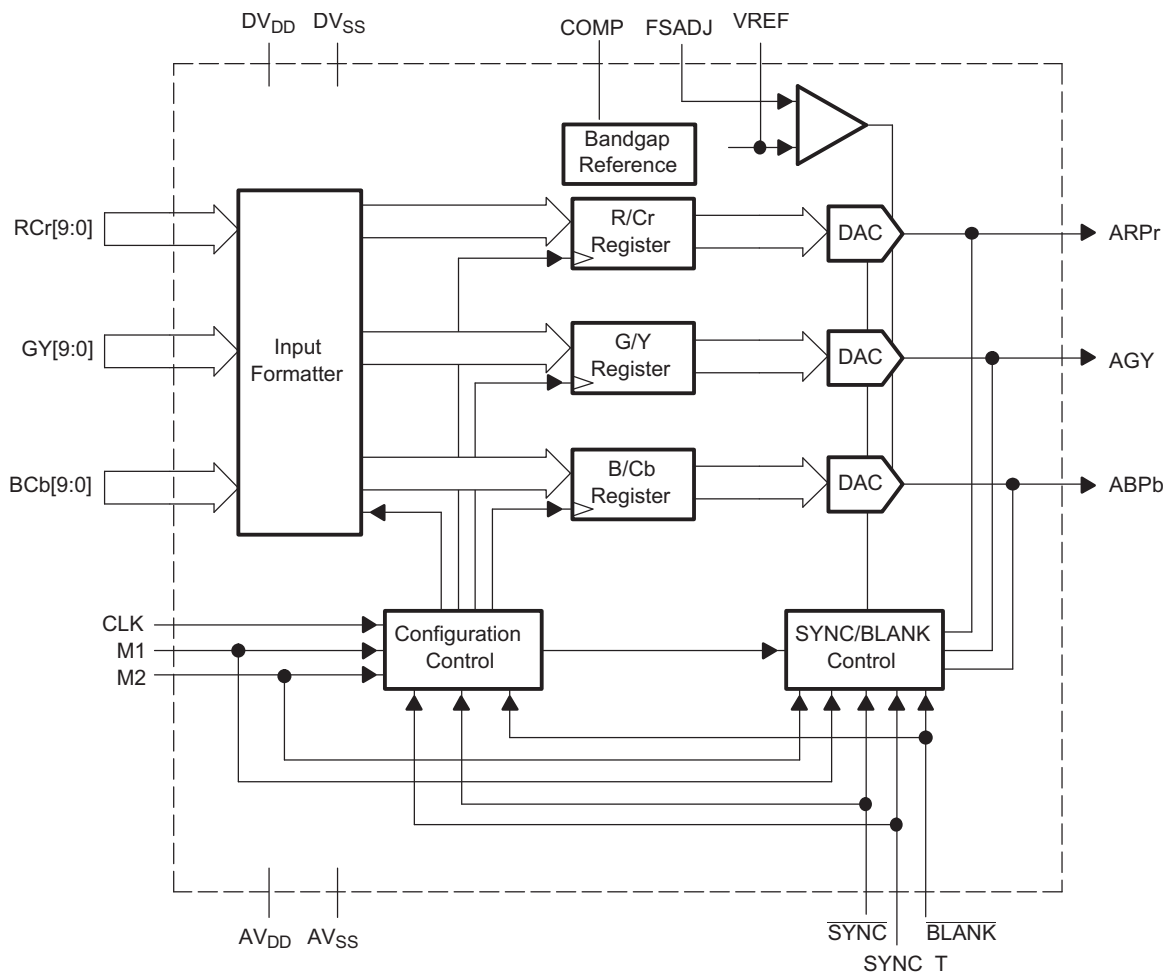 DVDD DVSS COMP FSADJ VREF
Bandgap
Reference
RCr[9:0]
R/Cr
Register
DAC
ARPr
GY[9:0]
Input
Formatter
G/Y
Register
DAC
AGY
BCb[9:0]
B/Cb
Register
DAC
ABPb
CLK
M1
M2
Configuration
Control
SYNC/BLANK
Control
AVDD AVSS
SYNC BLANK
SYNC_T